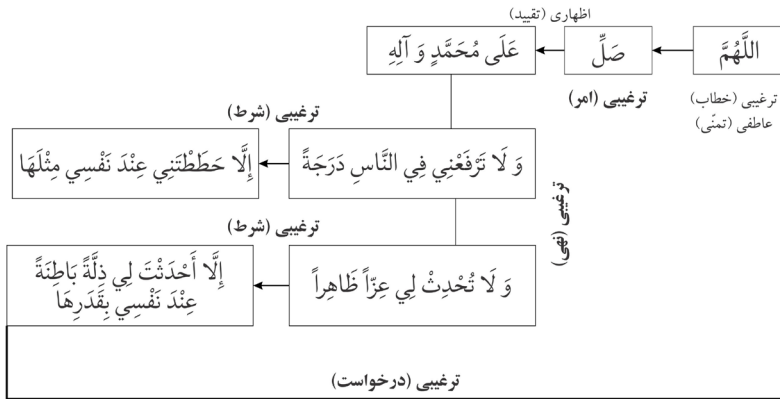 اظهاری (تقیید)
اللَّهُمَّ
صَلِّ
عَلَى مُحَمَّدٍ وَ آلِهِ
ترغیبی (خطاب)
عاطفی (تمنّی)
ترغیبی (امر)
ترغیبی (شرط)
وَ لَا تَرْفَعْنِي فِي النَّاسِ دَرَجَةً
إِلَّا حَطَطْتَنِي عِنْدَ نَفْسِي مِثْلَهَا
ترغیبی (نهی)
ترغیبی (شرط)
وَ لَا تُحْدِثْ لِي عِزّاً ظَاهِراً
إِلَّا أَحْدَثْتَ لِي ذِلَّةً بَاطِنَةً
عِنْدَ نَفْسِي بِقَدَرِهَا
ترغیبی (درخواست)